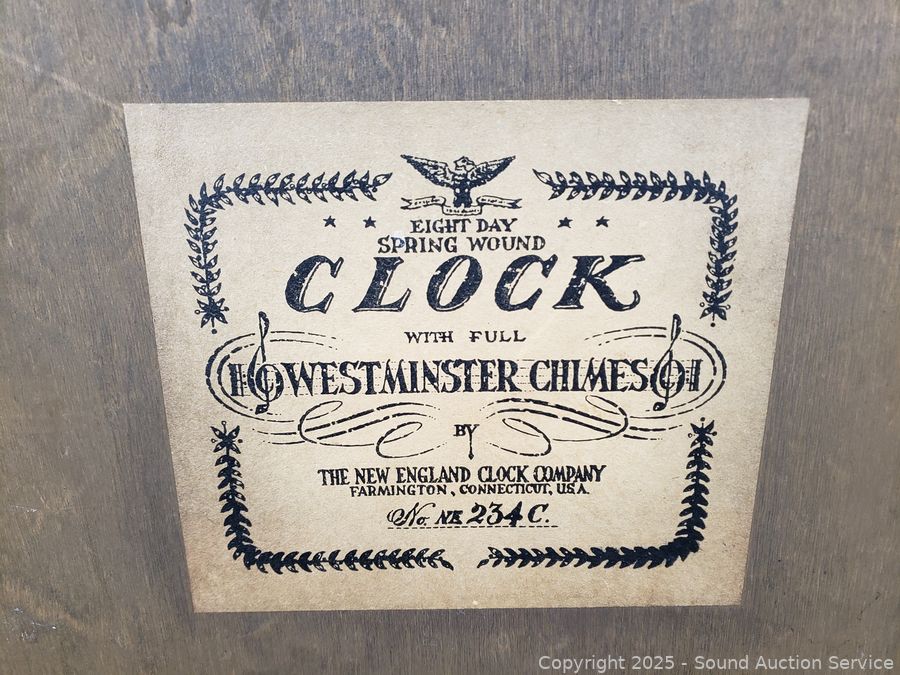 EIGHT DAY
SPRING WOUND
CLOCK
WITH FULL
WESTMINSTER CHIMES
BY
THE NEW ENGLAND CLOCK COMPANY
FARMINGTON, CONNECTICUT, U.S.A.
No. NE 234C.
Copyright 2025 - Sound Auction Service